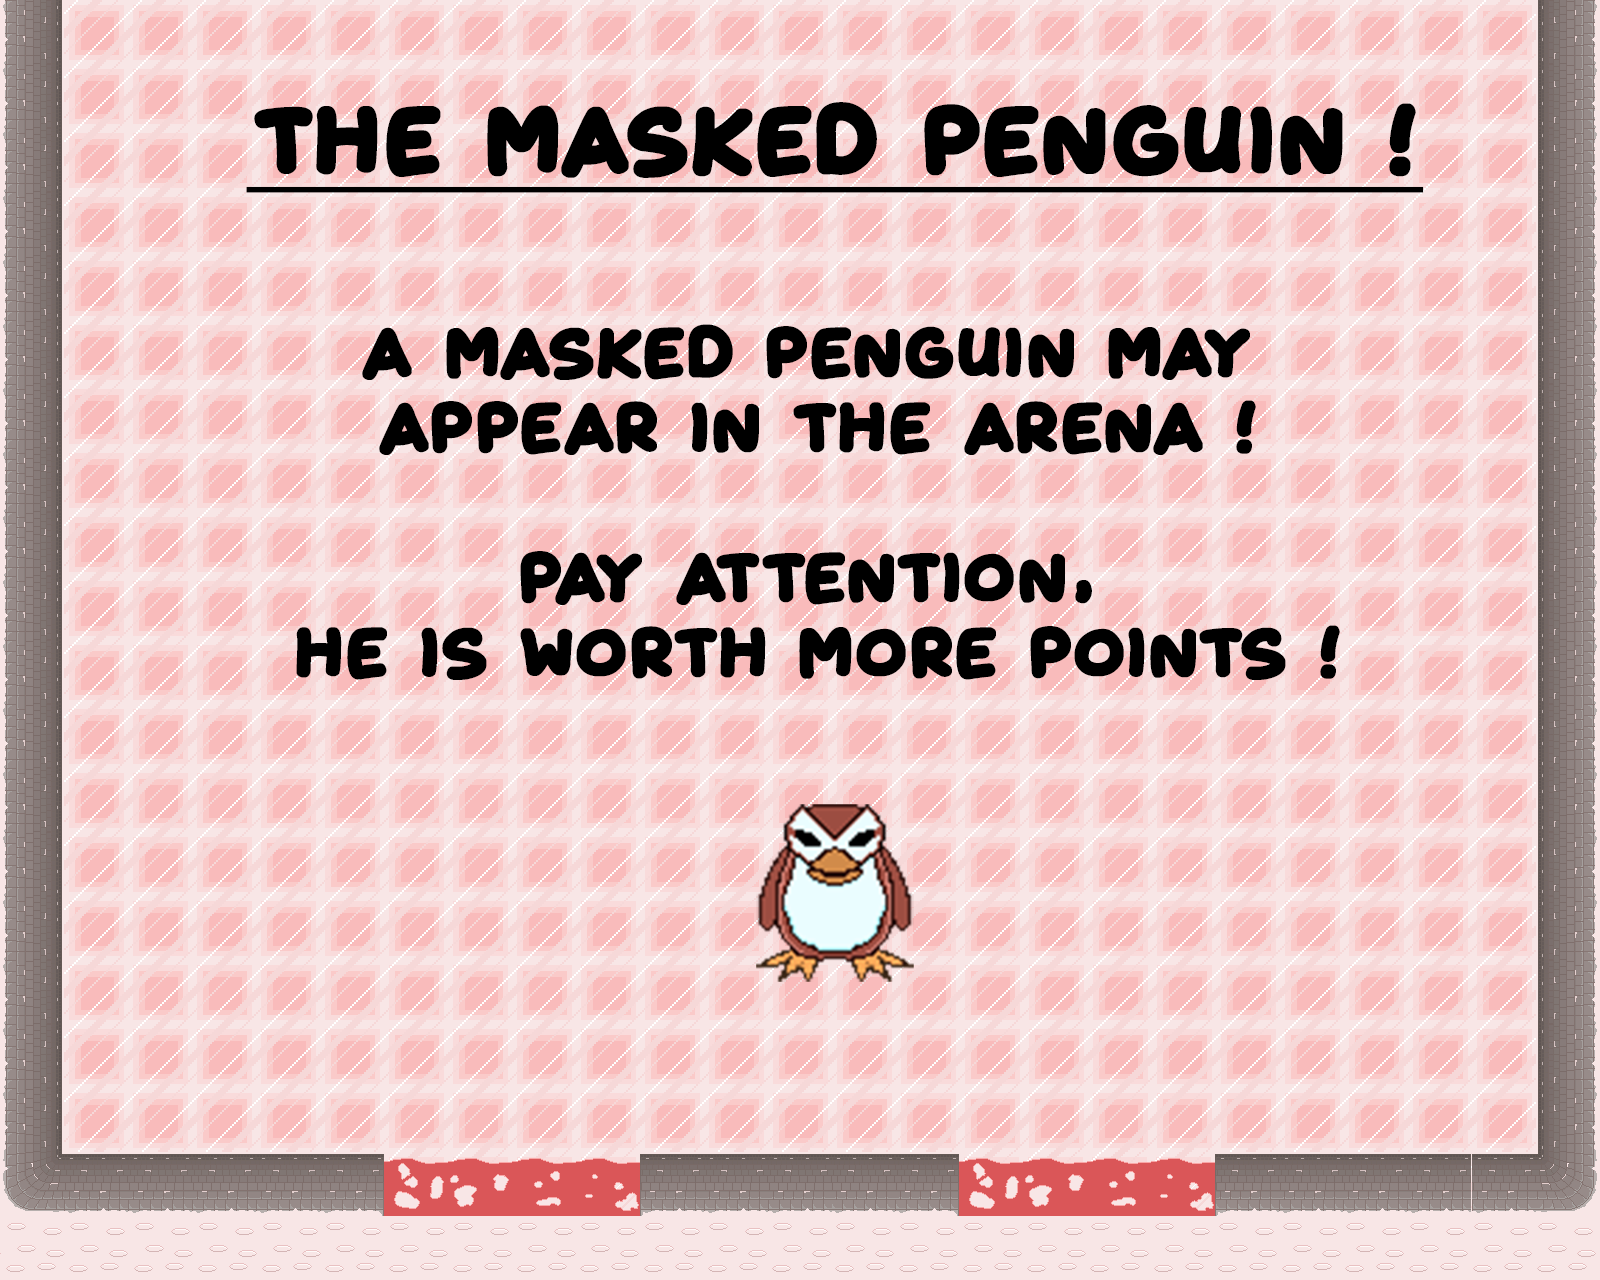 THE MASKED PENGUIN !
A MASKED PENGUIN MAY
APPEAR IN THE ARENA !
PAY ATTENTION,
HE IS WORTH MORE POINTS !